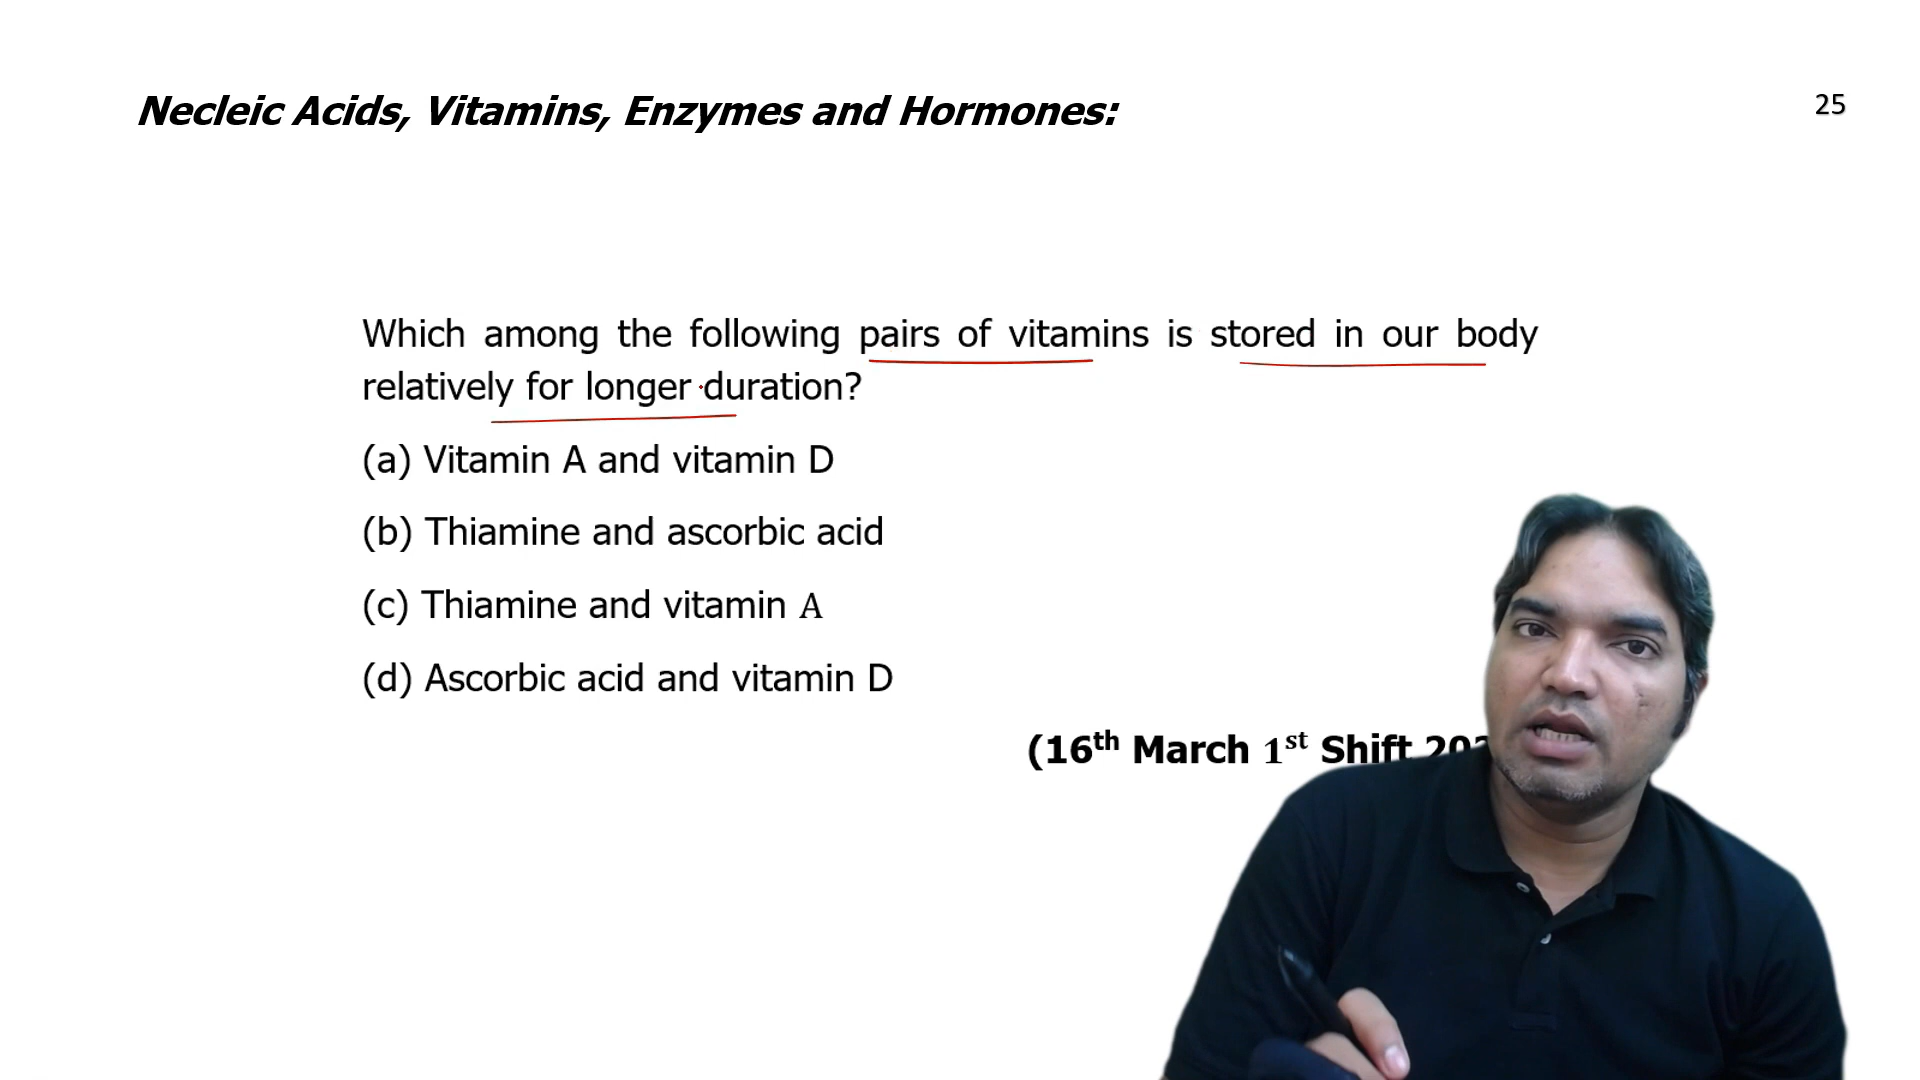 Necleic Acids, Vitamins, Enzymes and Hormones:
25
Which among the following pairs of vitamins is stored in our body
relatively for longer duration?
(a) Vitamin A and vitamin D
(b) Thiamine and ascorbic acid
(c) Thiamine and vitamin A
(d) Ascorbic acid and vitamin D
(16th March 1st Shift